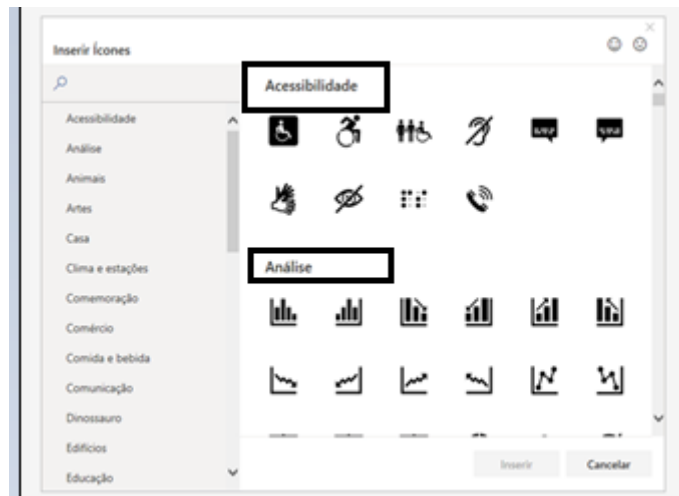 Inserir Ícones
Acessibilidade
Análise
Animais
Artes
Casa
Clima e estações
Comemoração
Comércio
Comida e bebida
Comunicação
Dinossauro
Edifícios
Educação
Acessibilidade
Análise
Inserir
Cancelar